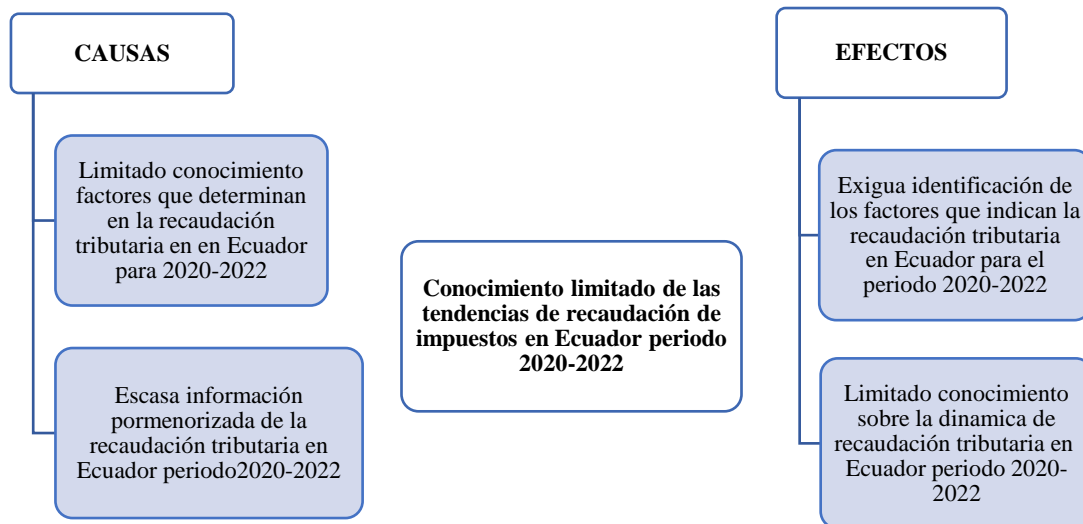 CAUSAS
Limitado conocimiento
factores que determinan
en la recaudación
tributaria en en Ecuador
para 2020-2022
Escasa información
pormenorizada de la
recaudación tributaria en
Ecuador periodo2020-2022
Conocimiento limitado de las
tendencias de recaudación de
impuestos en Ecuador periodo
2020-2022
EFECTOS
Exigua identificación de
los factores que indican la
recaudación tributaria
en Ecuador para el
periodo 2020-2022
Limitado conocimiento
sobre la dinamica de
recaudación tributaria en
Ecuador periodo 2020-
2022